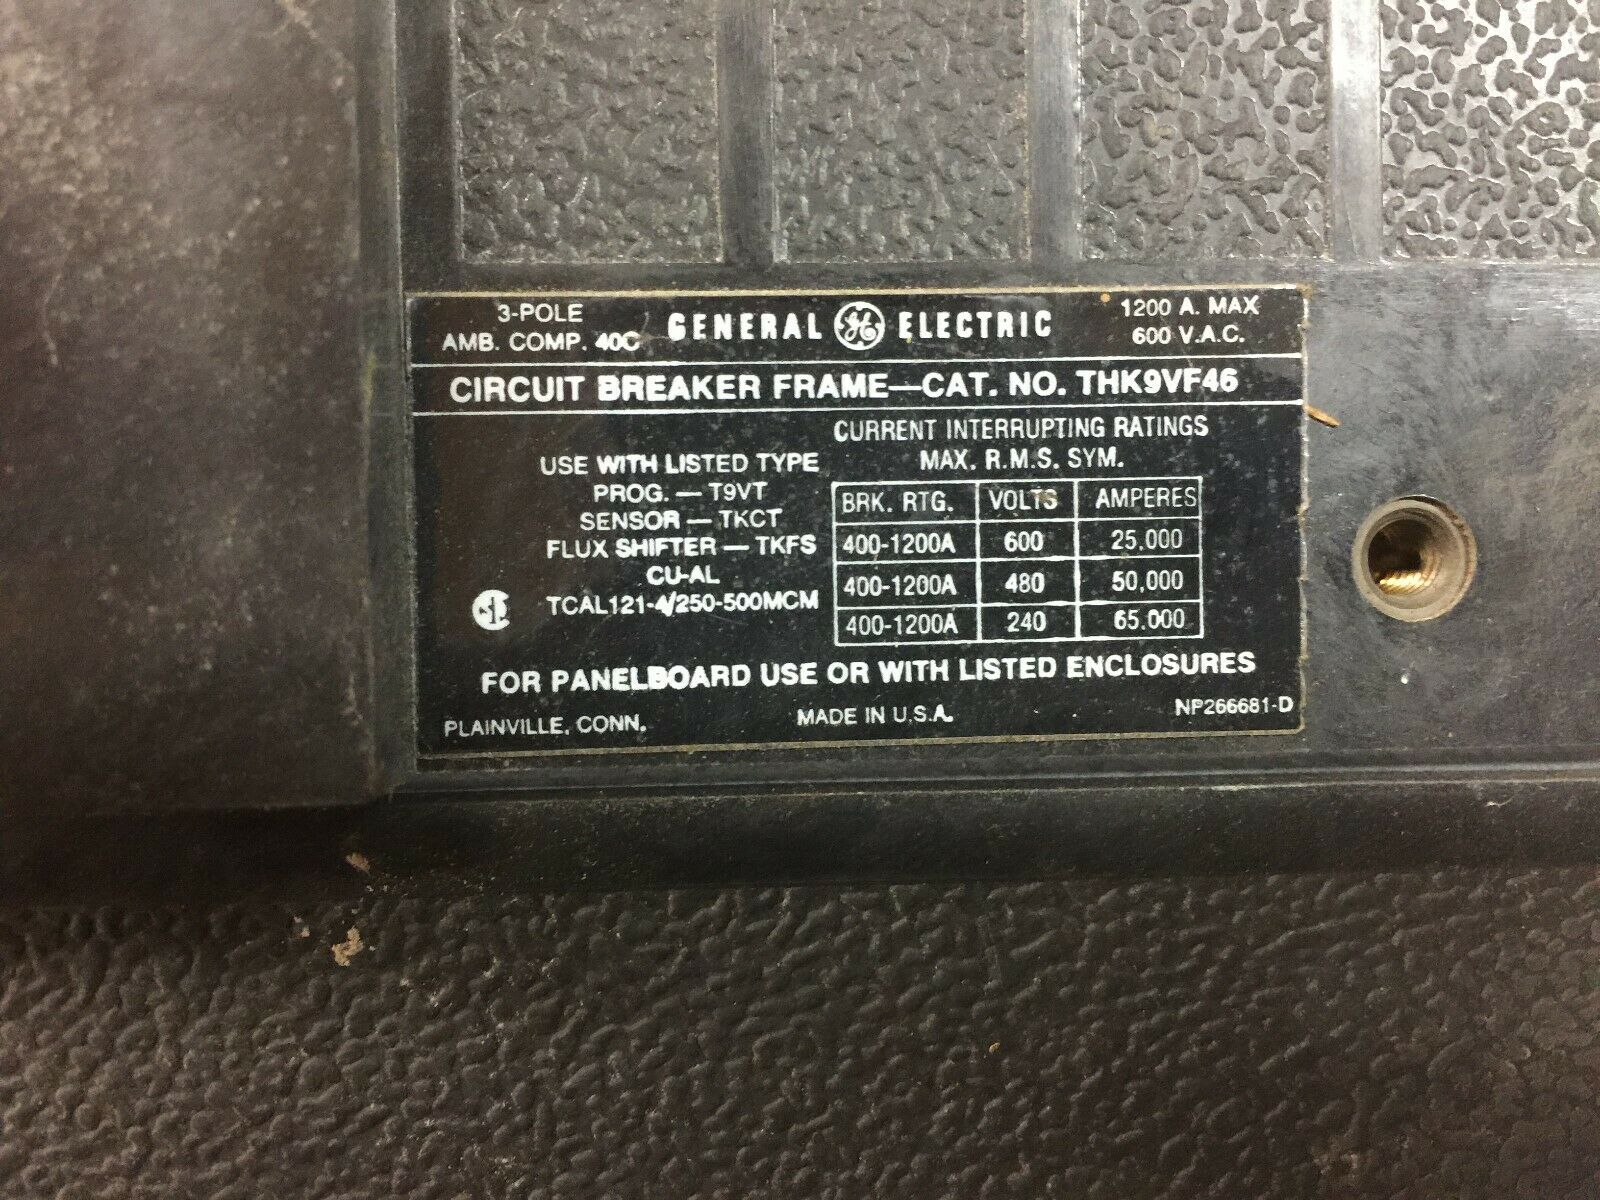 3-POLE
AMB. COMP. 40C
GENERAL GE ELECTRIC
1200 A. MAX
600 V.A.C.
CIRCUIT BREAKER FRAME—CAT. NO. THK9VF46
USE WITH LISTED TYPE
PROG. — T9VT
SENSOR — TKCT
FLUX SHIFTER — TKFS
CU-AL
TCAL121-4/250-500MCM
CURRENT INTERRUPTING RATINGS
MAX. R.M.S. SYM.
BRK. RTG. VOLTS AMPERES
400-1200A 600 25.000
400-1200A 480 50,000
400-1200A 240 65.000
FOR PANELBOARD USE OR WITH LISTED ENCLOSURES
PLAINVILLE, CONN. MADE IN U.S.A. NP266681-D